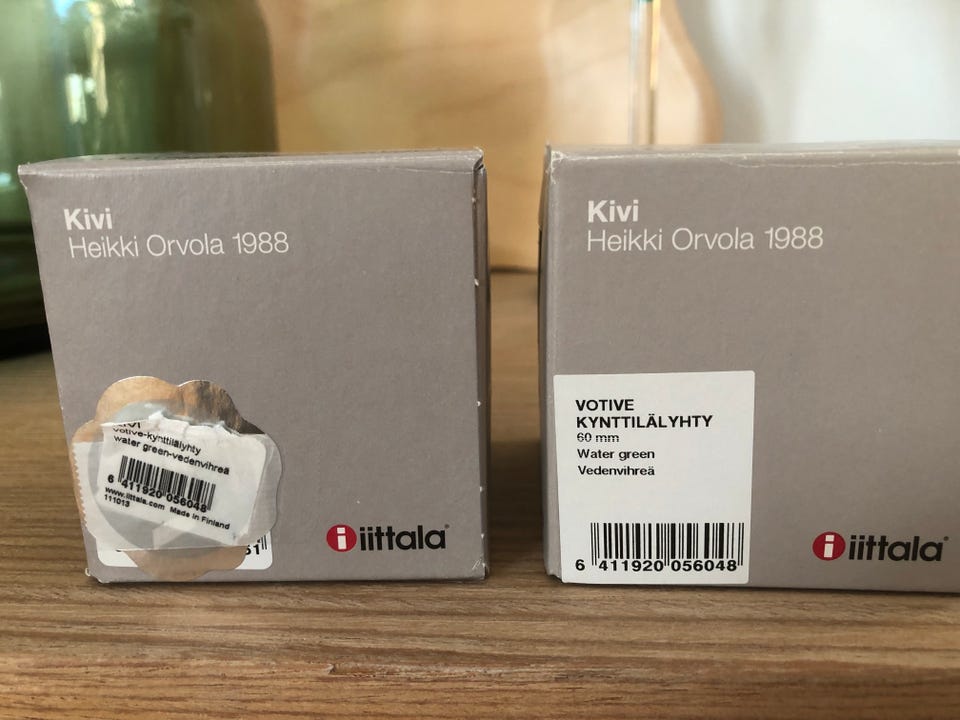 Kivi
Heikki Orvola 1988
votive-kynttilälyhty
water green-vedenvihreä
6 411920 056048
www.iittala.com Made in Finland
111013
51
i iittala®
Kivi
Heikki Orvola 1988
VOTIVE
KYNTTILÄLYHTY
60 mm
Water green
Vedenvihreä
6 411920 056048
i iittala®